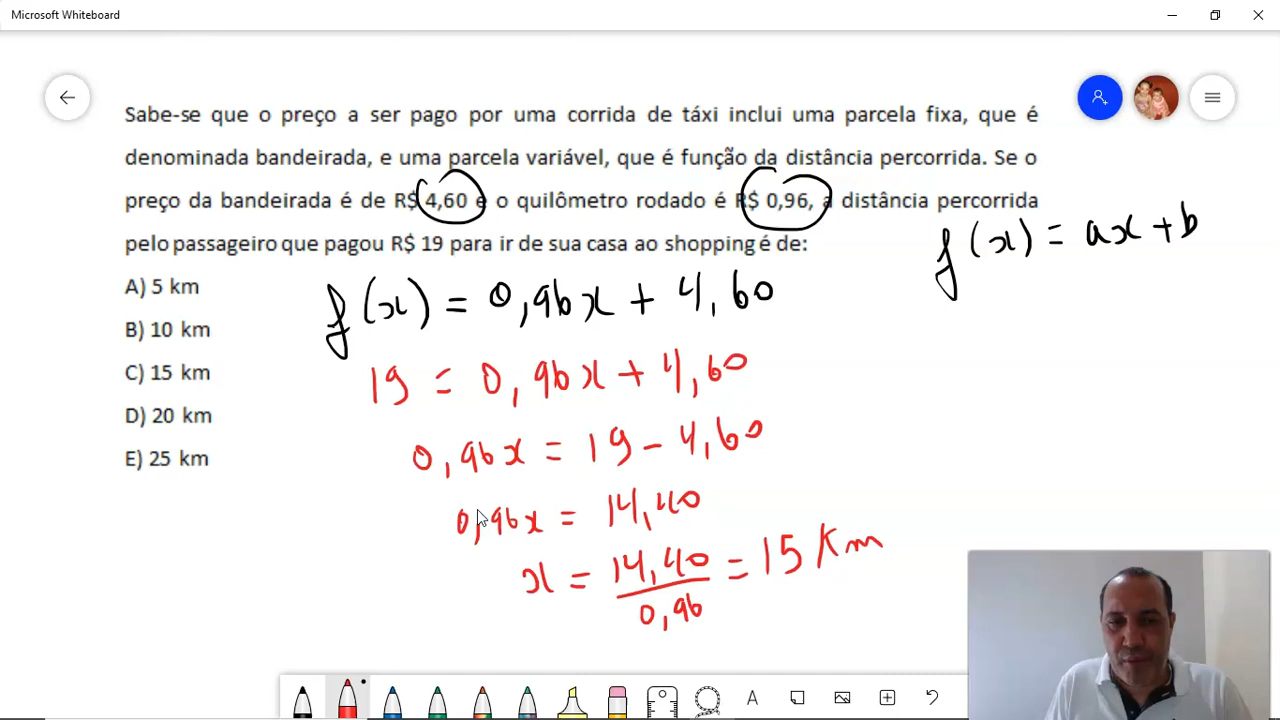 Microsoft Whiteboard
Sabe-se que o preço a ser pago por uma corrida de táxi inclui uma parcela fixa, que é
denominada bandeirada, e uma parcela variável, que é função da distância percorrida. Se o
preço da bandeirada é de R$ 4,60 e o quilômetro rodado é R$ 0,96, a distância percorrida
pelo passageiro que pagou R$ 19 para ir de sua casa ao shopping é de:
f(x) = ax + b
A) 5 km
f(x) = 0,96x + 4,60
B) 10 km
C) 15 km
19 = 0,96x + 4,60
D) 20 km
0,96x = 19 - 4,60
E) 25 km
0,96x = 14,40
x = 14,40 / 0,96 = 15 Km
A